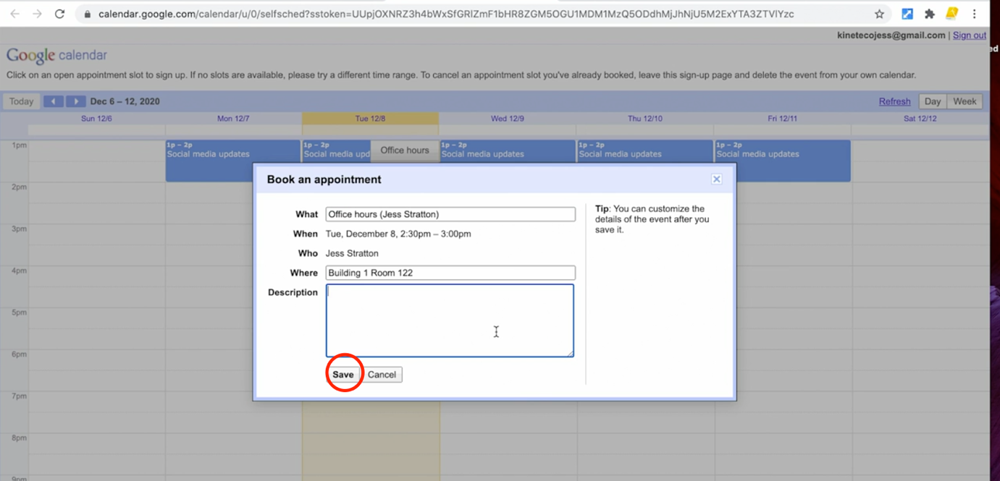 calendar.google.com/calendar/u/0/selfsched?sstoken=UUpjOXNRZ3h4bWxSfGRlZmF1bHR8ZGM5OGU1MDM1MzQ5ODdhMjJhNjU5M2ExYTA3ZTVlYzc
kinetecojess@gmail.com | Sign out
ed
Google calendar
Click on an open appointment slot to sign up. If no slots are available, please try a different time range. To cancel an appointment slot you've already booked, leave this sign-up page and delete the event from your own calendar.
Today Dec 6 – 12, 2020 Refresh Day Week
Sun 12/6 Mon 12/7 Tue 12/8 Wed 12/9 Thu 12/10 Fri 12/11 Sat 12/12
1pm
1p – 2p
Social media updates
1p – 2p
Social media upd
Office hours
1p – 2p
Social media updates
1p – 2p
Social media updates
1p – 2p
Social media updates
2pm
3pm
4pm
5pm
6pm
7pm
8pm
9pm
Book an appointment
What Office hours (Jess Stratton)
When Tue, December 8, 2:30pm – 3:00pm
Who Jess Stratton
Where Building 1 Room 122
Description
Save Cancel
Tip: You can customize the
details of the event after you
save it.